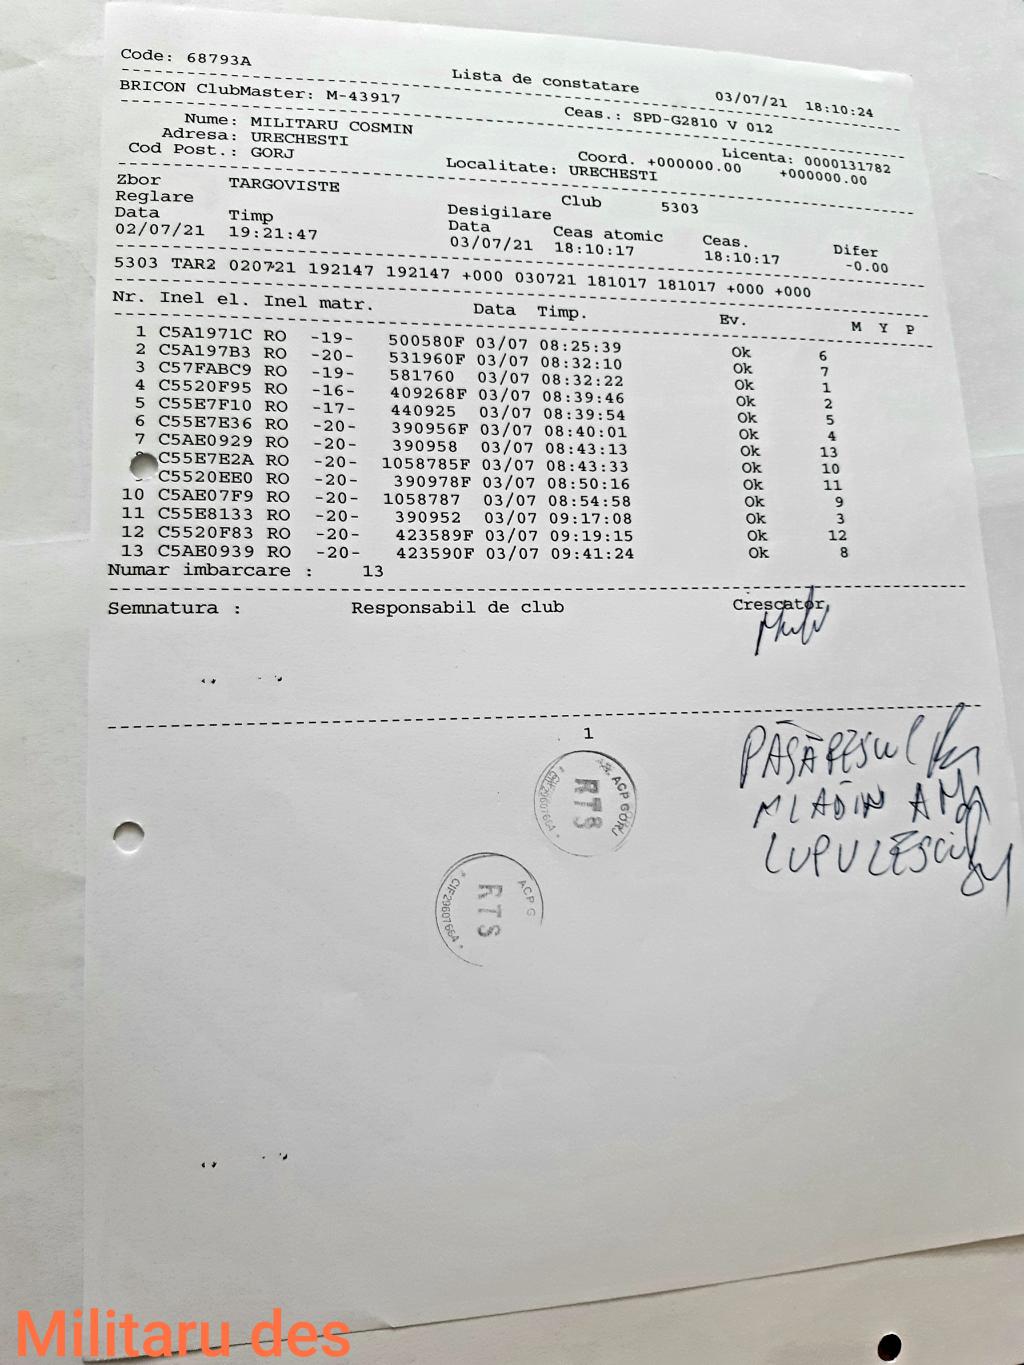 Code: 68793A
Lista de constatare
03/07/21 18:10:24
BRICON ClubMaster: M-43917
Ceas.: SPD-G2810 V 012
Nume: MILITARU COSMIN
Licenta: 0000131782
Adresa: URECHESTI
Coord. +000000.00 +000000.00
Cod Post.: GORJ
Localitate: URECHESTI
Zbor TARGOVISTE
Club 5303
Reglare
Desigilare
Data Timp
Data Ceas atomic Ceas. Difer
02/07/21 19:21:47
03/07/21 18:10:17 18:10:17 -0.00
5303 TAR2 020721 192147 192147 +000 030721 181017 181017 +000 +000
Nr. Inel el. Inel matr. Data Timp. Ev. M Y P
1 C5A1971C RO -19- 500580F 03/07 08:25:39 Ok 6
2 C5A197B3 RO -20- 531960F 03/07 08:32:10 Ok 7
3 C57FABC9 RO -19- 581760 03/07 08:32:22 Ok 1
4 C5520F95 RO -16- 409268F 03/07 08:39:46 Ok 2
5 C55E7F10 RO -17- 440925 03/07 08:39:54 Ok 5
6 C55E7E36 RO -20- 390956F 03/07 08:40:01 Ok 4
7 C5AE0929 RO -20- 390958 03/07 08:43:13 Ok 13
C55E7E2A RO -20- 1058785F 03/07 08:43:33 Ok 10
C5520EE0 RO -20- 390978F 03/07 08:50:16 Ok 11
10 C5AE07F9 RO -20- 1058787 03/07 08:54:58 Ok 9
11 C55E8133 RO -20- 390952 03/07 09:17:08 Ok 3
12 C5520F83 RO -20- 423589F 03/07 09:19:15 Ok 12
13 C5AE0939 RO -20- 423590F 03/07 09:41:24 Ok 8
Numar imbarcare : 13
Semnatura : Responsabil de club Crescator
1
PĂSĂRESCU
MLADIN
LUPULESCU
ACP GORJ
RTS
* CIF29607664 *
ACP G
RTS
* CIF29607664 *
Militaru des